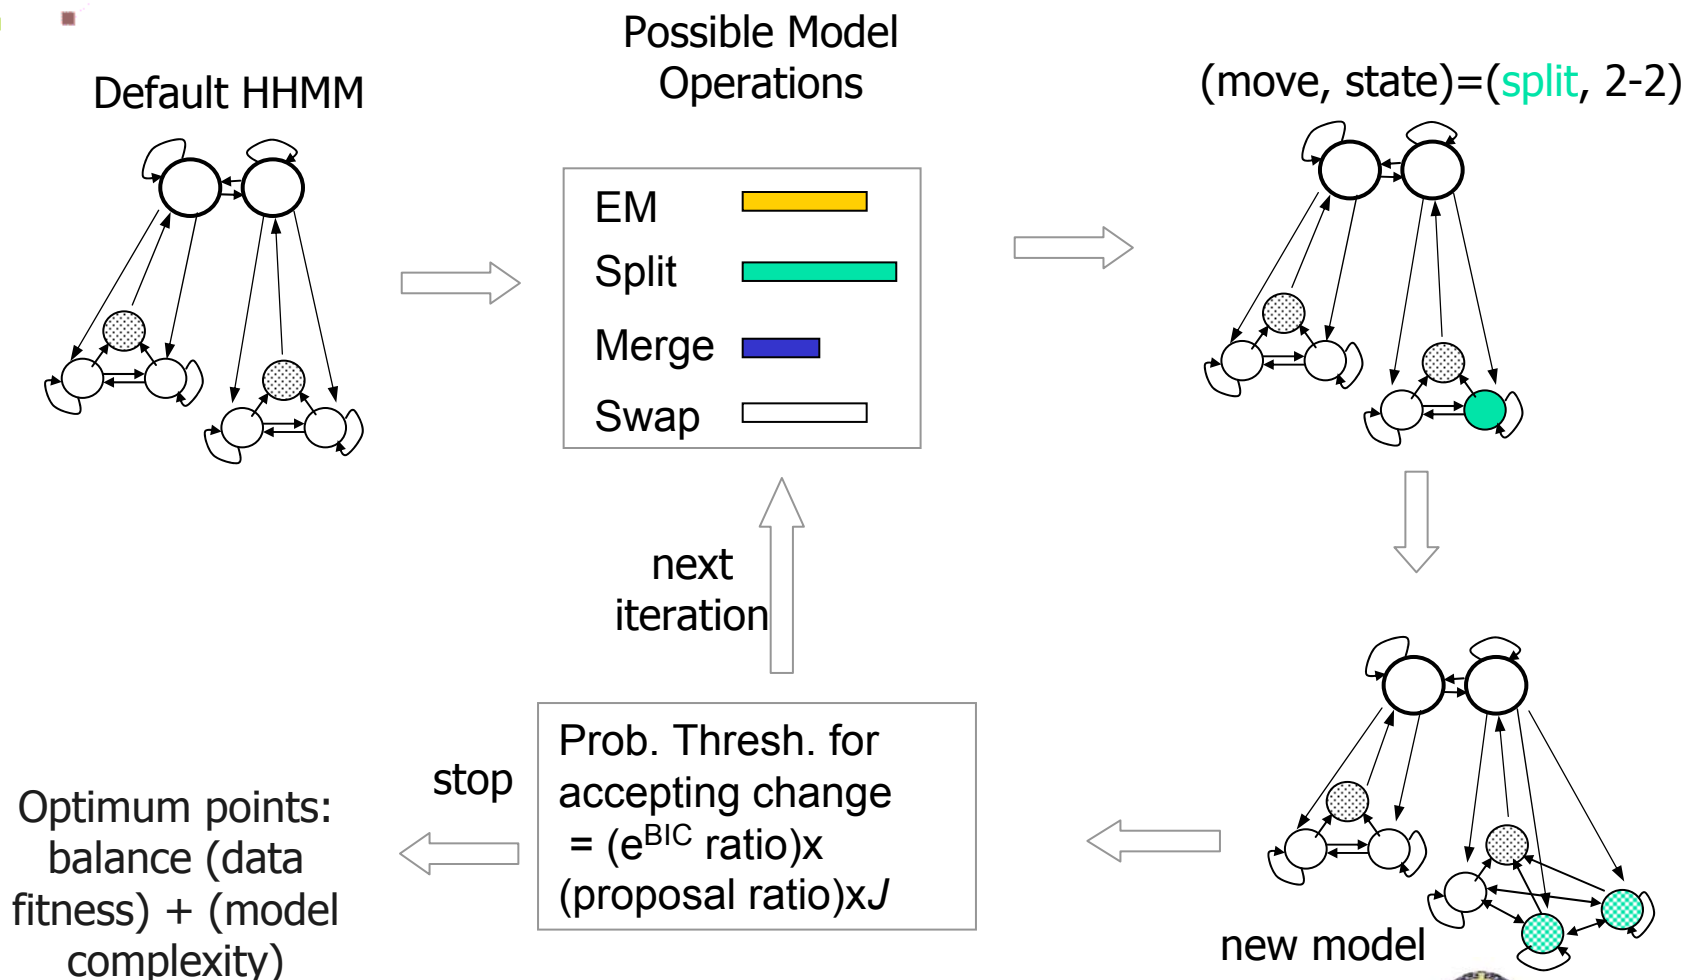 Default HHMM
Possible Model
Operations
(move, state)=(split, 2-2)
EM
Split
Merge
Swap
next
iteration
Prob. Thresh. for
accepting change
= (e^BIC ratio)x
(proposal ratio)xJ
stop
Optimum points:
balance (data
fitness) + (model
complexity)
new model